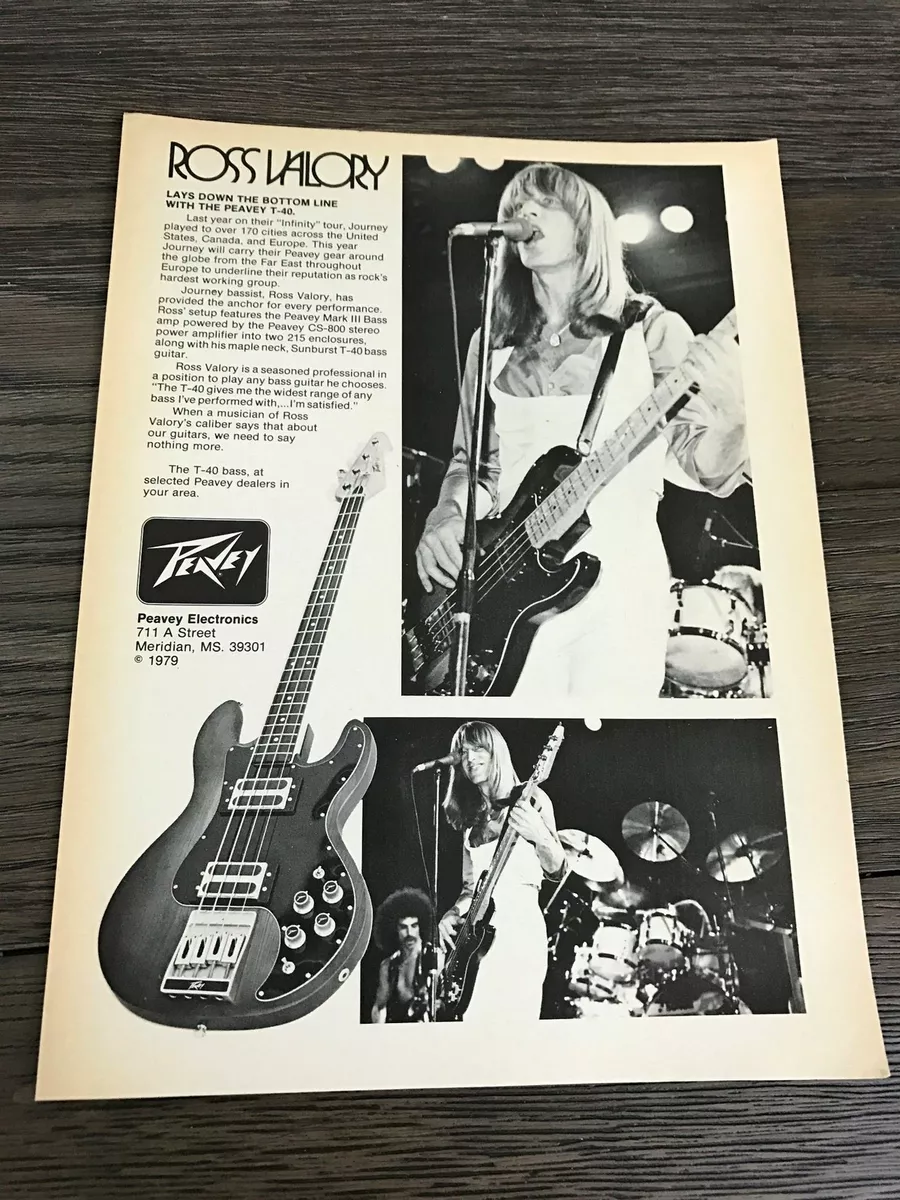 ROSS VALORY
LAYS DOWN THE BOTTOM LINE
WITH THE PEAVEY T-40.
Last year on their "Infinity" tour, Journey
played to over 170 cities across the United
States, Canada, and Europe. This year
Journey will carry their Peavey gear around
the globe from the Far East throughout
Europe to underline their reputation as rock's
hardest working group.
Journey bassist, Ross Valory, has
provided the anchor for every performance.
Ross' setup features the Peavey Mark III Bass
amp powered by the Peavey CS-800 stereo
power amplifier into two 215 enclosures,
along with his maple neck, Sunburst T-40 bass
guitar.
Ross Valory is a seasoned professional in
a position to play any bass guitar he chooses.
"The T-40 gives me the widest range of any
bass I've performed with,...I'm satisfied."
When a musician of Ross
Valory's caliber says that about
our guitars, we need to say
nothing more.
The T-40 bass, at
selected Peavey dealers in
your area.
PEAVEY
Peavey Electronics
711 A Street
Meridian, MS. 39301
© 1979
PEAVEY